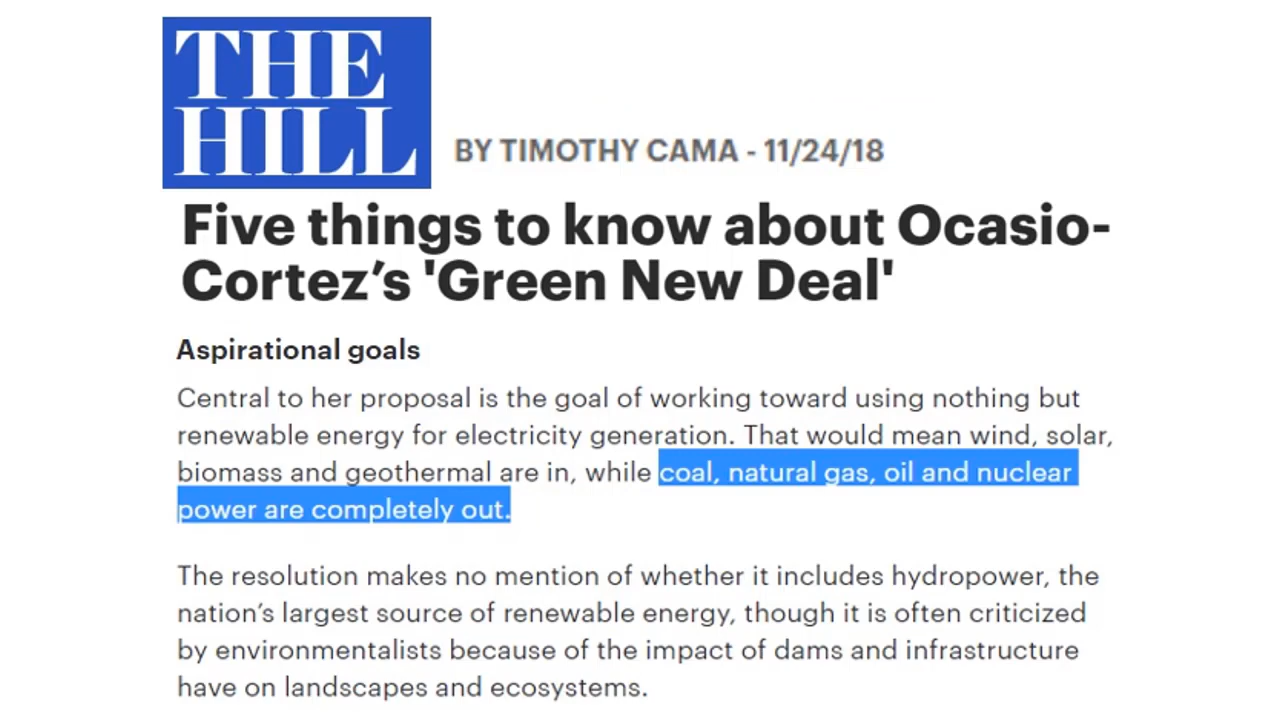 THE
HILL
BY TIMOTHY CAMA - 11/24/18
Five things to know about Ocasio-
Cortez’s 'Green New Deal'
Aspirational goals
Central to her proposal is the goal of working toward using nothing but
renewable energy for electricity generation. That would mean wind, solar,
biomass and geothermal are in, while coal, natural gas, oil and nuclear
power are completely out.
The resolution makes no mention of whether it includes hydropower, the
nation’s largest source of renewable energy, though it is often criticized
by environmentalists because of the impact of dams and infrastructure
have on landscapes and ecosystems.